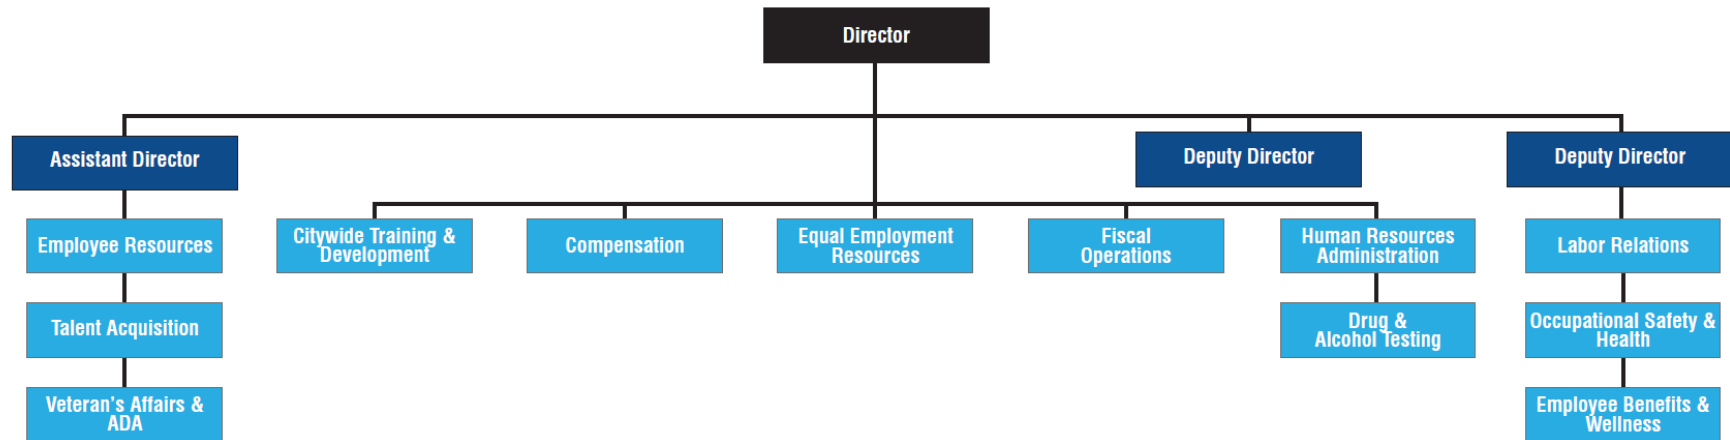 Director
Assistant Director
Deputy Director
Deputy Director
Employee Resources
Citywide Training &
Development
Compensation
Equal Employment
Resources
Fiscal
Operations
Human Resources
Administration
Labor Relations
Talent Acquisition
Drug &
Alcohol Testing
Occupational Safety &
Health
Veteran's Affairs &
ADA
Employee Benefits &
Wellness